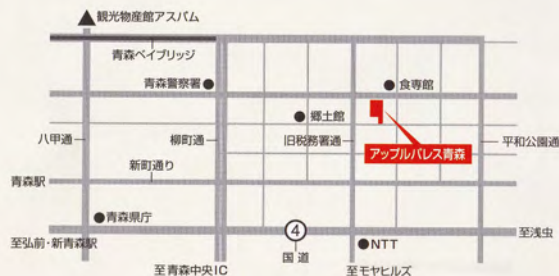 観光物産館アスパム
青森ベイブリッジ
青森警察署
食専館
郷土館
八甲通
柳町通
旧税務署通
平和公園通
アップルパレス青森
新町通り
青森駅
青森県庁
4
至浅虫
至弘前・新青森駅
国道
NTT
至青森中央IC
至モヤヒルズ